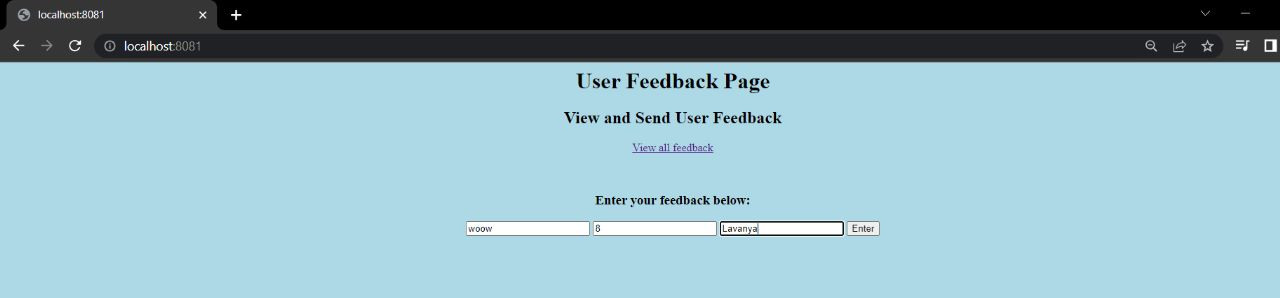 localhost:8081
localhost:8081
User Feedback Page
View and Send User Feedback
View all feedback
Enter your feedback below:
woow 8 Lavanya Enter